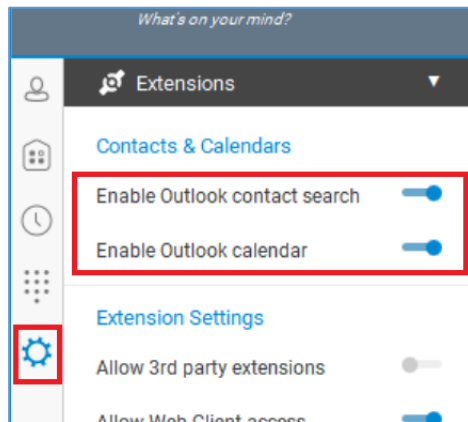 What's on your mind?
Extensions
Contacts & Calendars
Enable Outlook contact search
Enable Outlook calendar
Extension Settings
Allow 3rd party extensions
Allow Web Client access